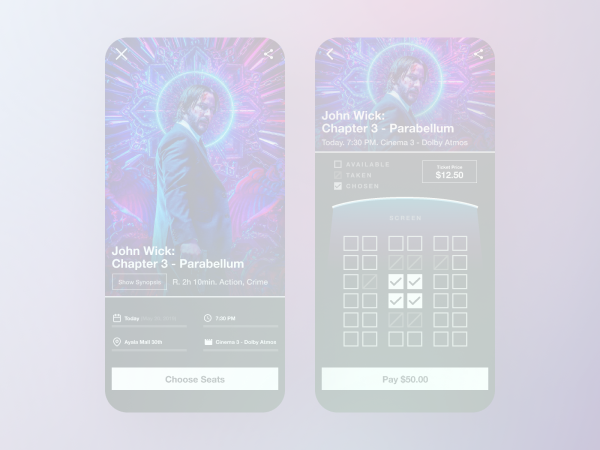 John Wick:
Chapter 3 - Parabellum
Show Synopsis
R. 2h 10min. Action, Crime
Today
7:30 PM
Ayala Mall 30th
Cinema 3 - Dolby Atmos
Choose Seats
John Wick:
Chapter 3 - Parabellum
Today. 7:30 PM. Cinema 3 - Dolby Atmos
AVAILABLE
TAKEN
CHOSEN
Ticket Price
$12.50
SCREEN
Pay $50.00